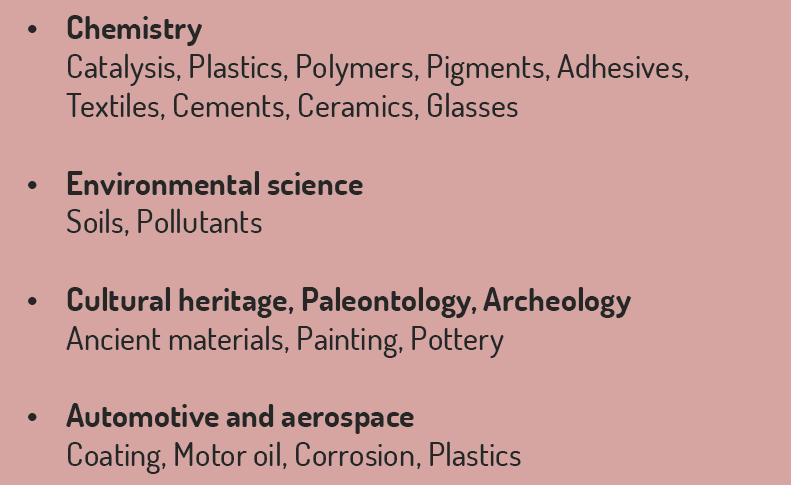 • Chemistry
Catalysis, Plastics, Polymers, Pigments, Adhesives,
Textiles, Cements, Ceramics, Glasses
• Environmental science
Soils, Pollutants
• Cultural heritage, Paleontology, Archeology
Ancient materials, Painting, Pottery
• Automotive and aerospace
Coating, Motor oil, Corrosion, Plastics